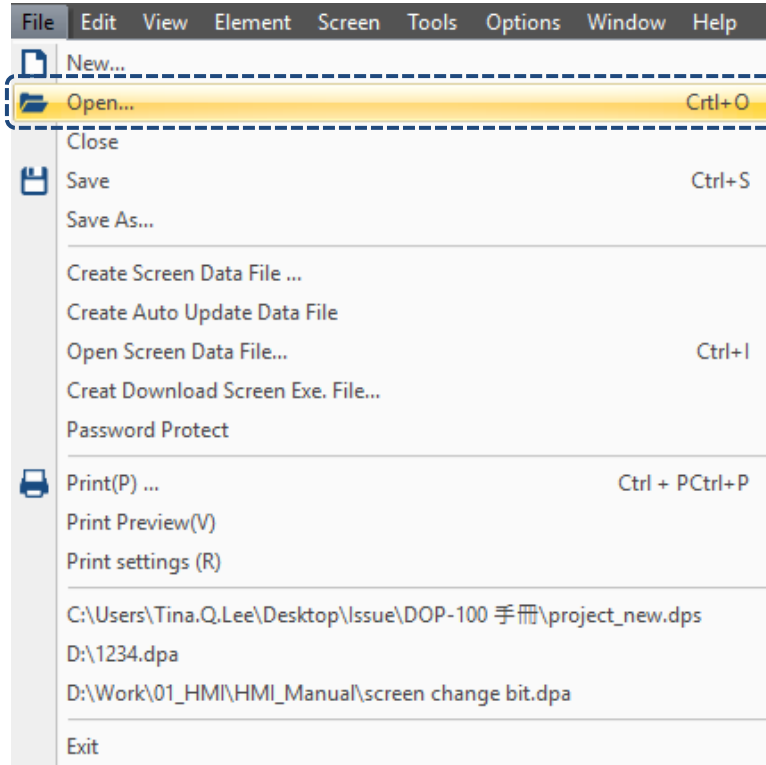 File Edit View Element Screen Tools Options Window Help
New...
Open... Crtl+O
Close
Save Ctrl+S
Save As...
Create Screen Data File ...
Create Auto Update Data File
Open Screen Data File... Ctrl+I
Creat Download Screen Exe. File...
Password Protect
Print(P) ... Ctrl + PCtrl+P
Print Preview(V)
Print settings (R)
C:\Users\Tina.Q.Lee\Desktop\Issue\DOP-100 手冊\project_new.dps
D:\1234.dpa
D:\Work\01_HMI\HMI_Manual\screen change bit.dpa
Exit